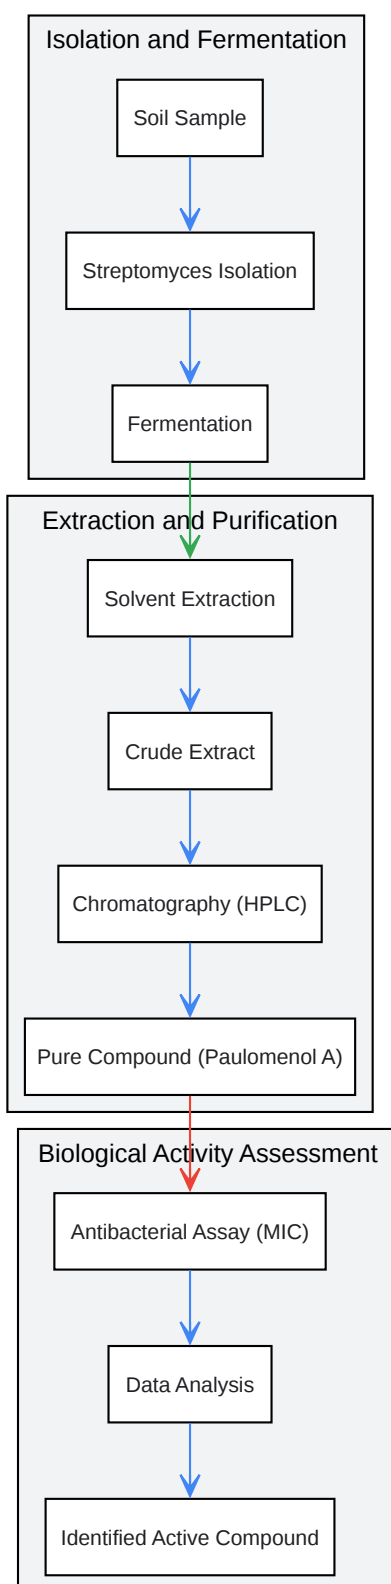 Isolation and Fermentation
Soil Sample
Streptomyces Isolation
Fermentation
Extraction and Purification
Solvent Extraction
Crude Extract
Chromatography (HPLC)
Pure Compound (Paulomenol A)
Biological Activity Assessment
Antibacterial Assay (MIC)
Data Analysis
Identified Active Compound